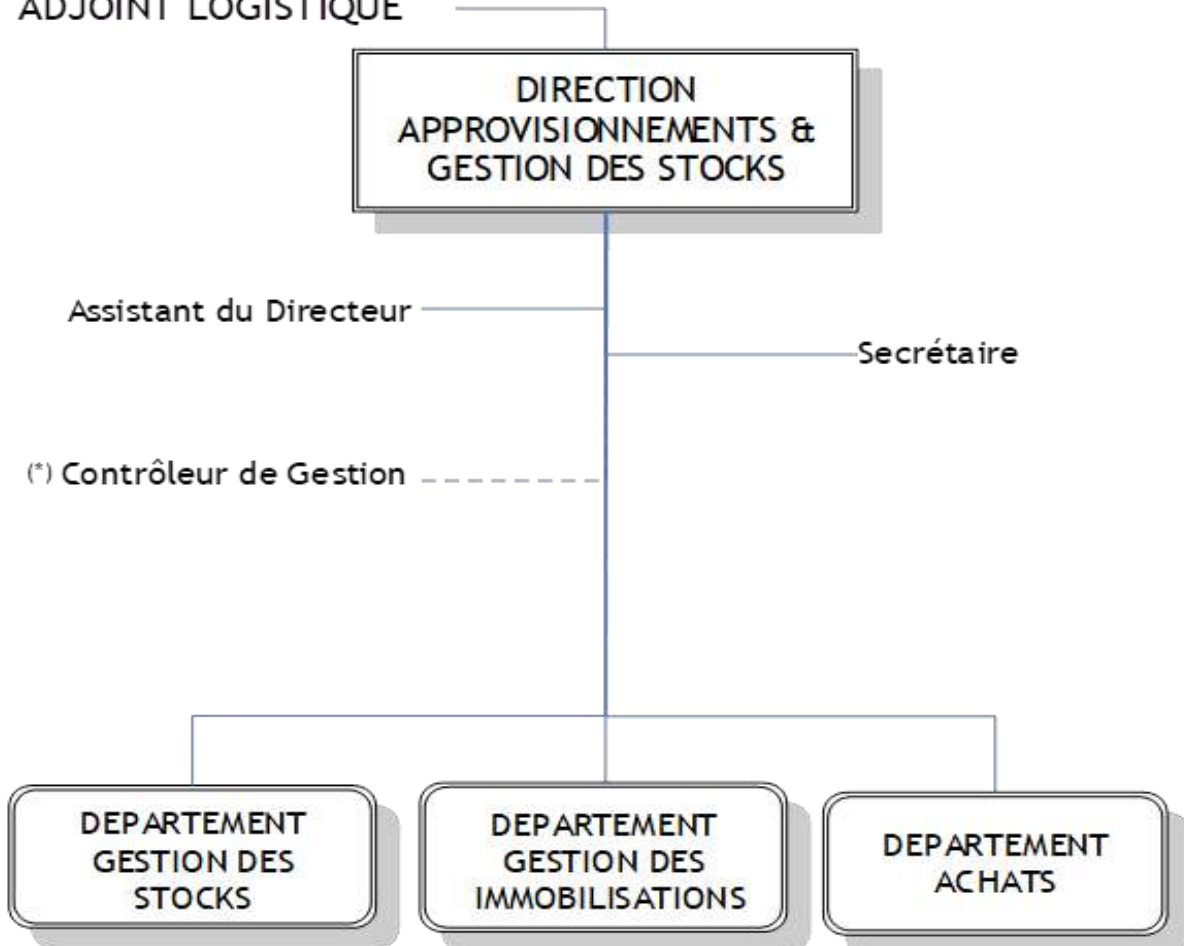 ADJOINT LOGISTIQUE
DIRECTION
APPROVISIONNEMENTS &
GESTION DES STOCKS
Assistant du Directeur
Secrétaire
(*) Contrôleur de Gestion
DEPARTEMENT
GESTION DES
STOCKS
DEPARTEMENT
GESTION DES
IMMOBILISATIONS
DEPARTEMENT
ACHATS